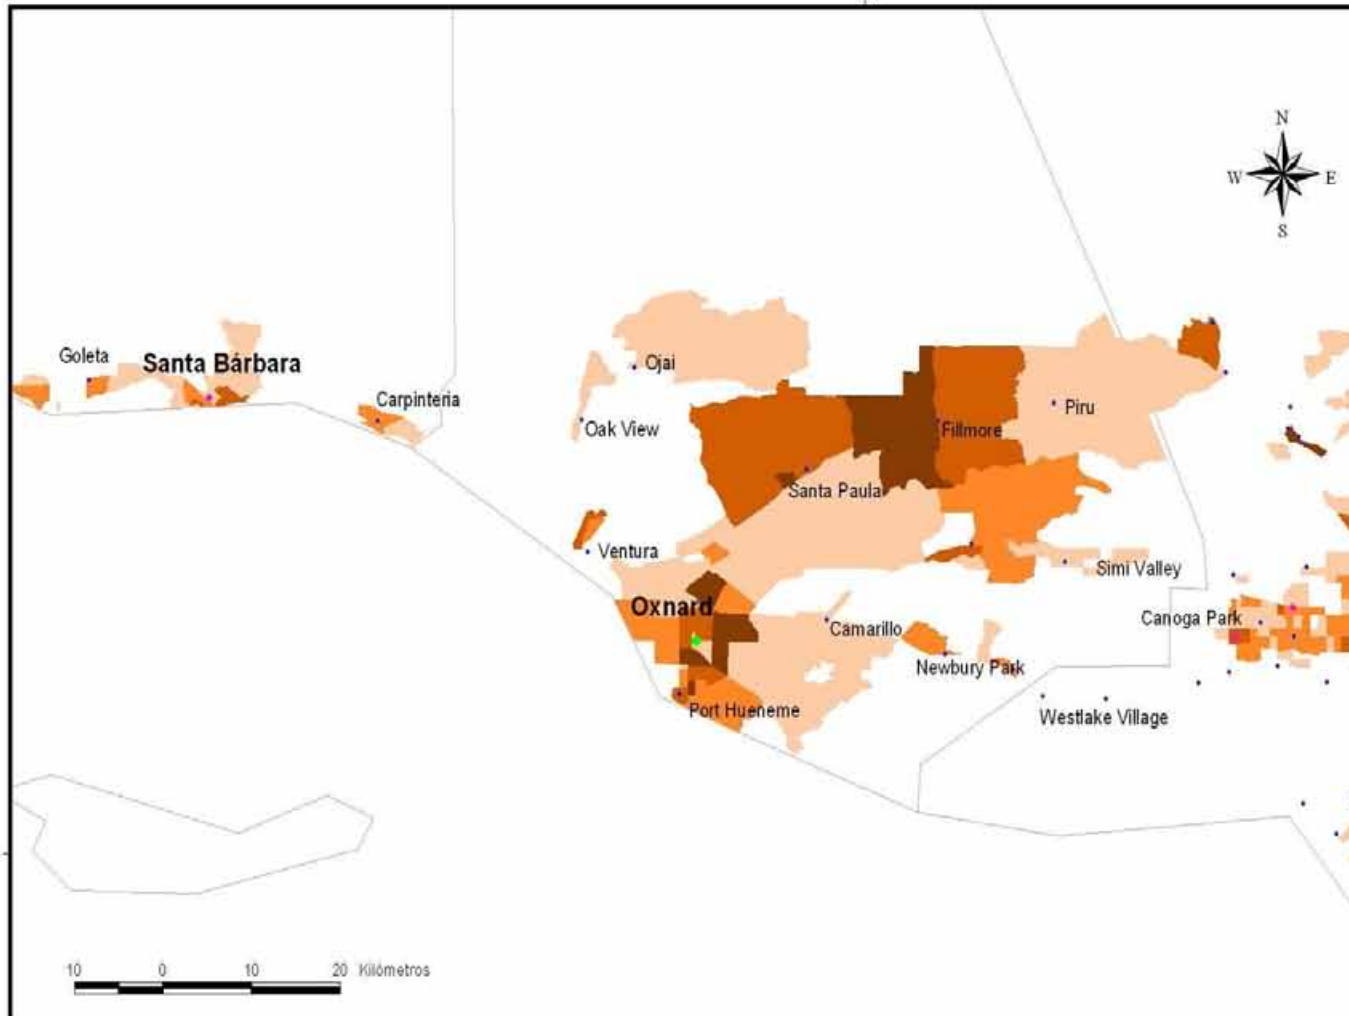 N
W E
S
Goleta
Santa Bárbara
Carpinteria
Ojai
Oak View
Piru
Fillmore
Santa Paula
Ventura
Simi Valley
Oxnard
Canoga Park
Camarillo
Newbury Park
Port Hueneme
Westlake Village
10 0 10 20 Kilómetros